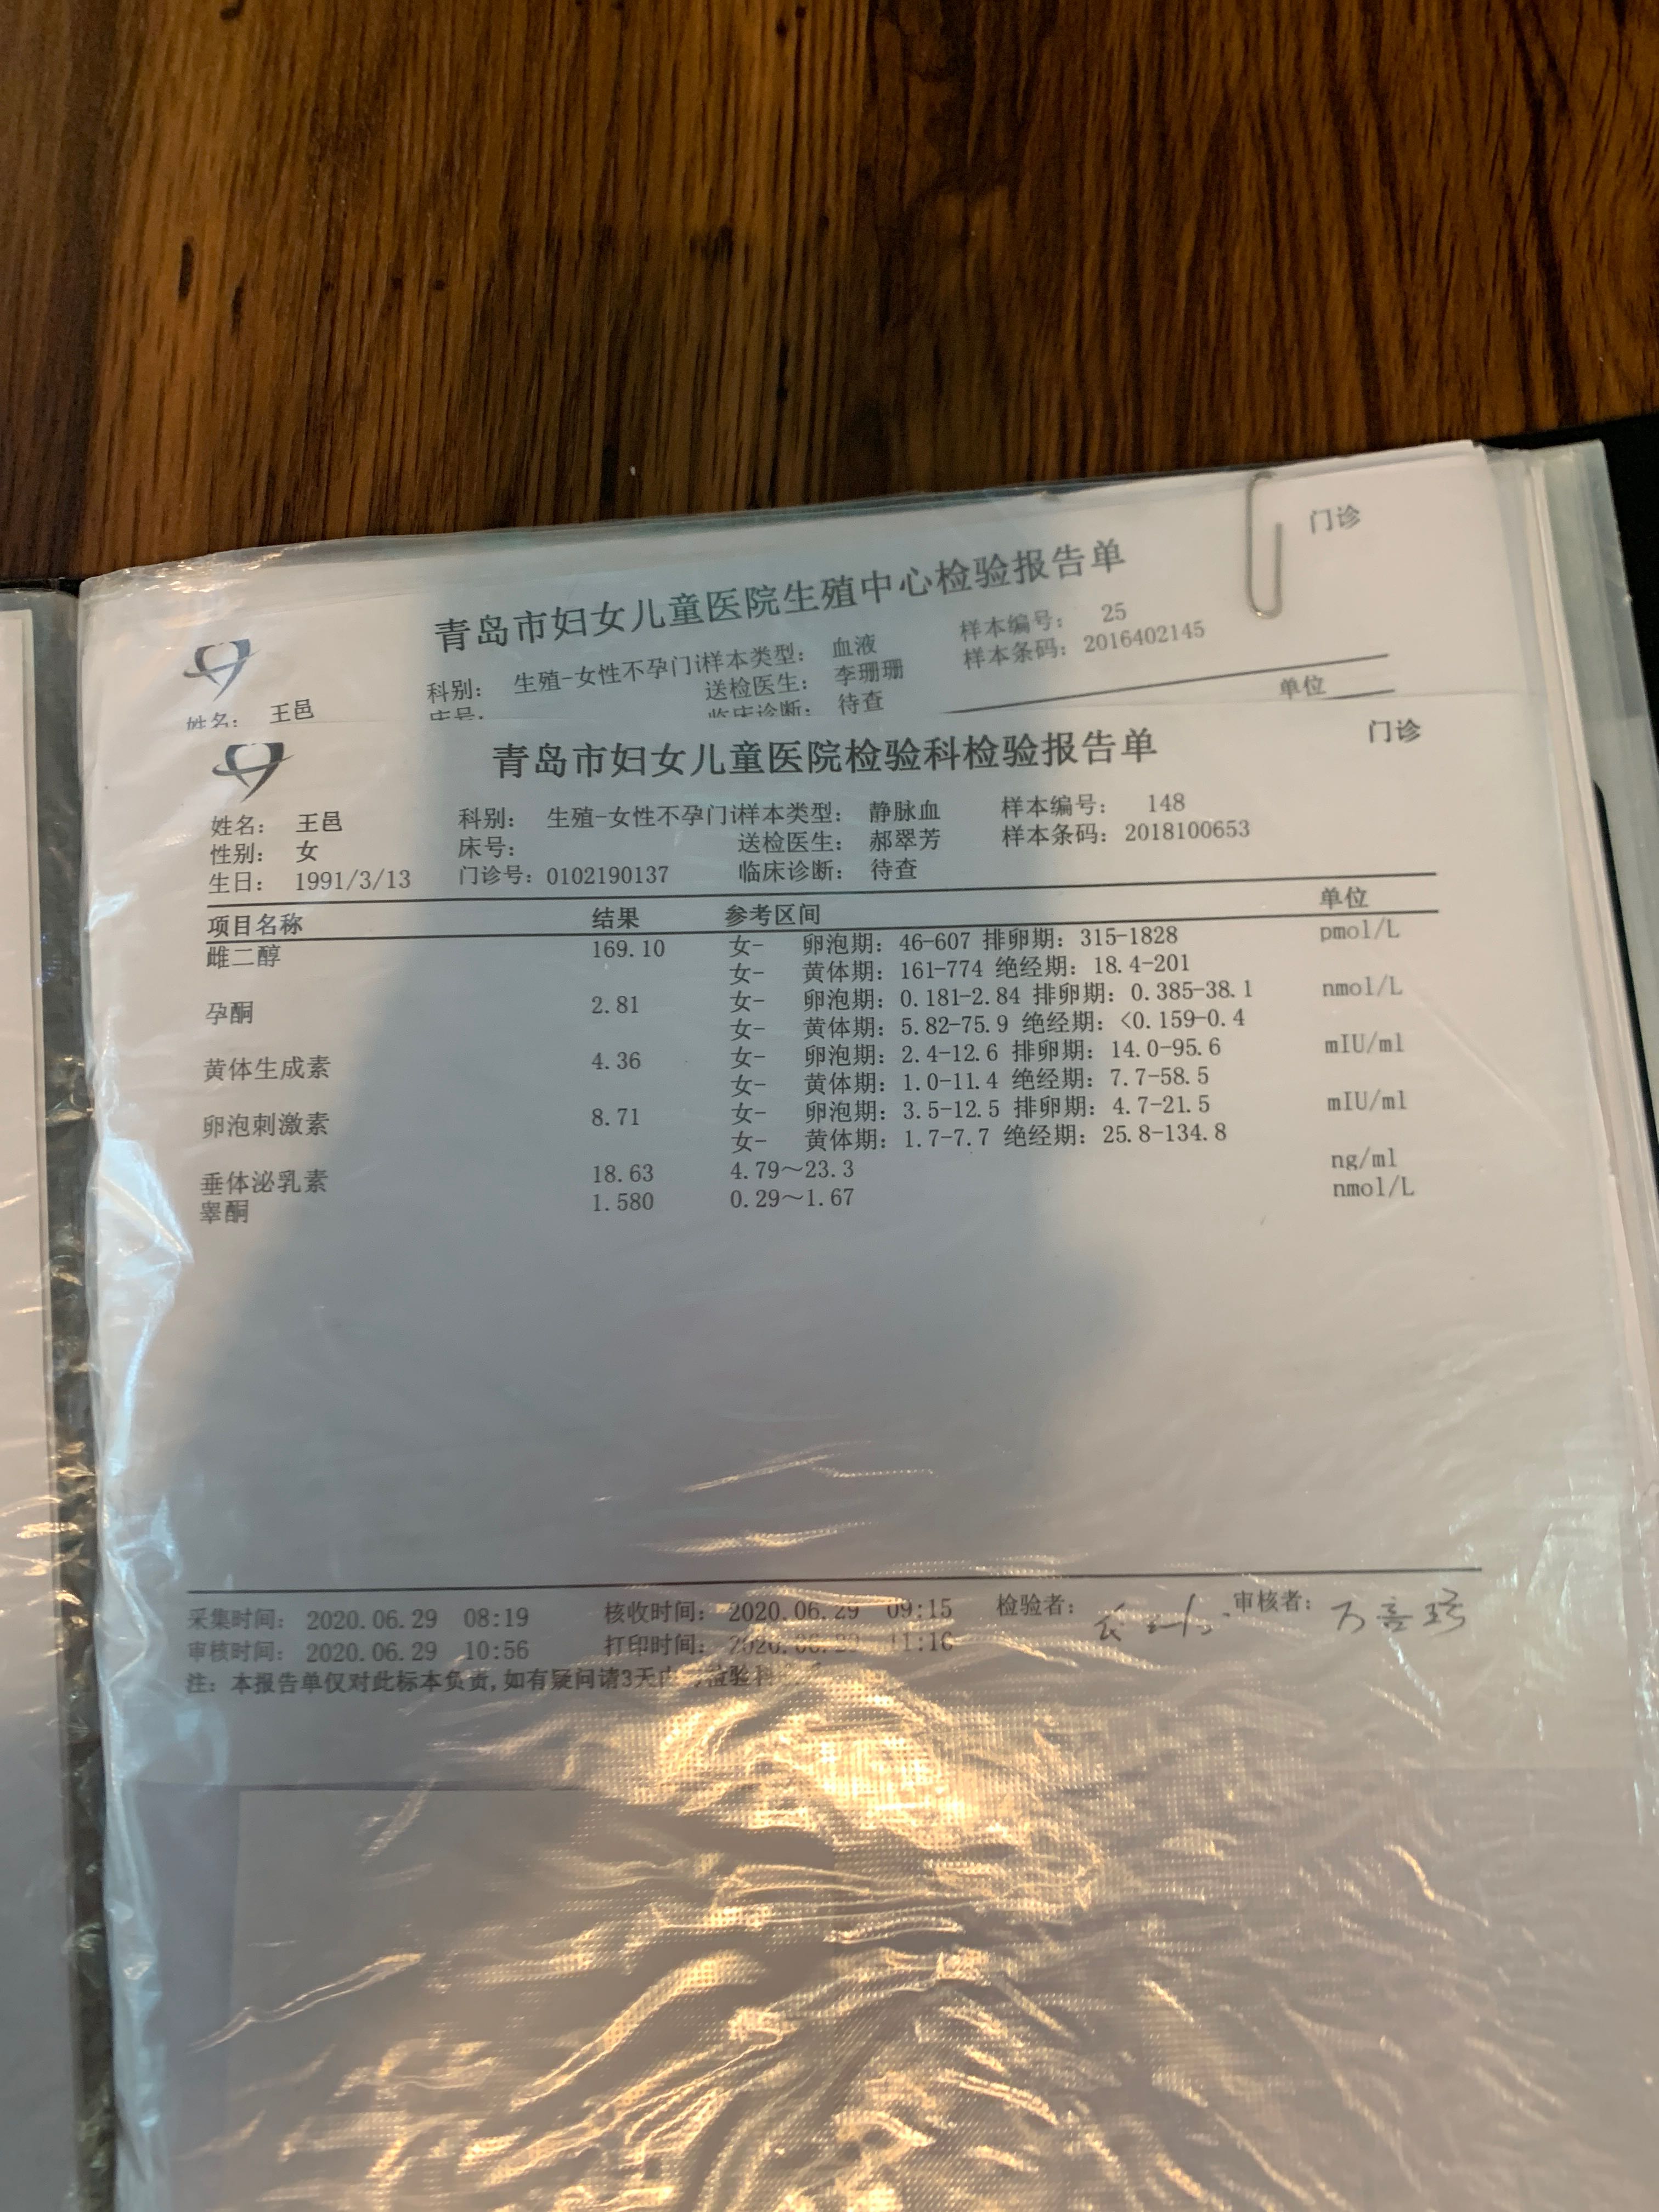 门诊
青岛市妇女儿童医院生殖中心检验报告单
科别： 生殖-女性不孕门诊样本类型： 血液 样本编号： 25
送检医生： 李珊珊 样本条码：2016402145
姓名： 王邑 床号： 临床诊断： 待查
单位
门诊
青岛市妇女儿童医院检验科检验报告单
姓名： 王邑 科别： 生殖-女性不孕门诊样本类型： 静脉血 样本编号： 148
性别： 女 床号： 送检医生： 郝翠芳 样本条码：2018100653
生日： 1991/3/13 门诊号：0102190137 临床诊断： 待查
项目名称 结果 参考区间 单位
雌二醇 169.10 女- 卵泡期：46-607 排卵期：315-1828 pmol/L
女- 黄体期：161-774 绝经期：18.4-201
孕酮 2.81 女- 卵泡期：0.181-2.84 排卵期：0.385-38.1 nmol/L
女- 黄体期：5.82-75.9 绝经期：<0.159-0.4
黄体生成素 4.36 女- 卵泡期：2.4-12.6 排卵期：14.0-95.6 mIU/ml
女- 黄体期：1.0-11.4 绝经期：7.7-58.5
卵泡刺激素 8.71 女- 卵泡期：3.5-12.5 排卵期：4.7-21.5 mIU/ml
女- 黄体期：1.7-7.7 绝经期：25.8-134.8
垂体泌乳素 18.63 4.79～23.3 ng/ml
睾酮 1.580 0.29～1.67 nmol/L
采集时间： 2020.06.29 08:19 核收时间： 2020.06.29 09:15 检验者： 审核者：
审核时间： 2020.06.29 10:56 打印时间： 11:16
注：本报告单仅对此标本负责,如有疑问请3天内 检验科